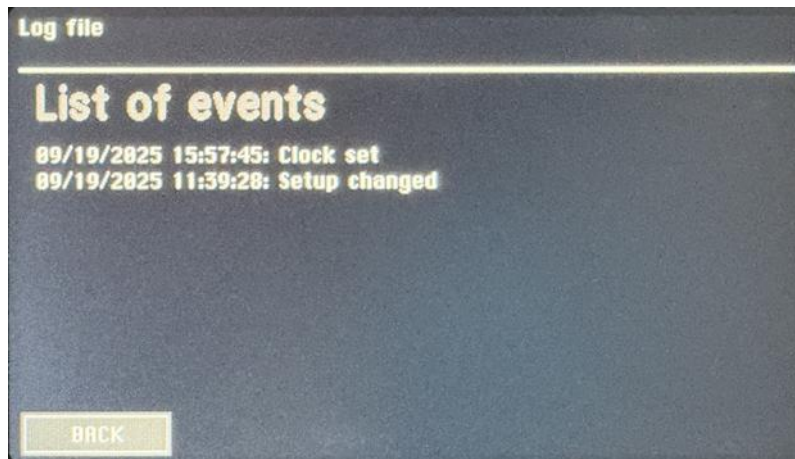 Log file
List of events
09/19/2025 15:57:45: Clock set
09/19/2025 11:39:28: Setup changed
BACK